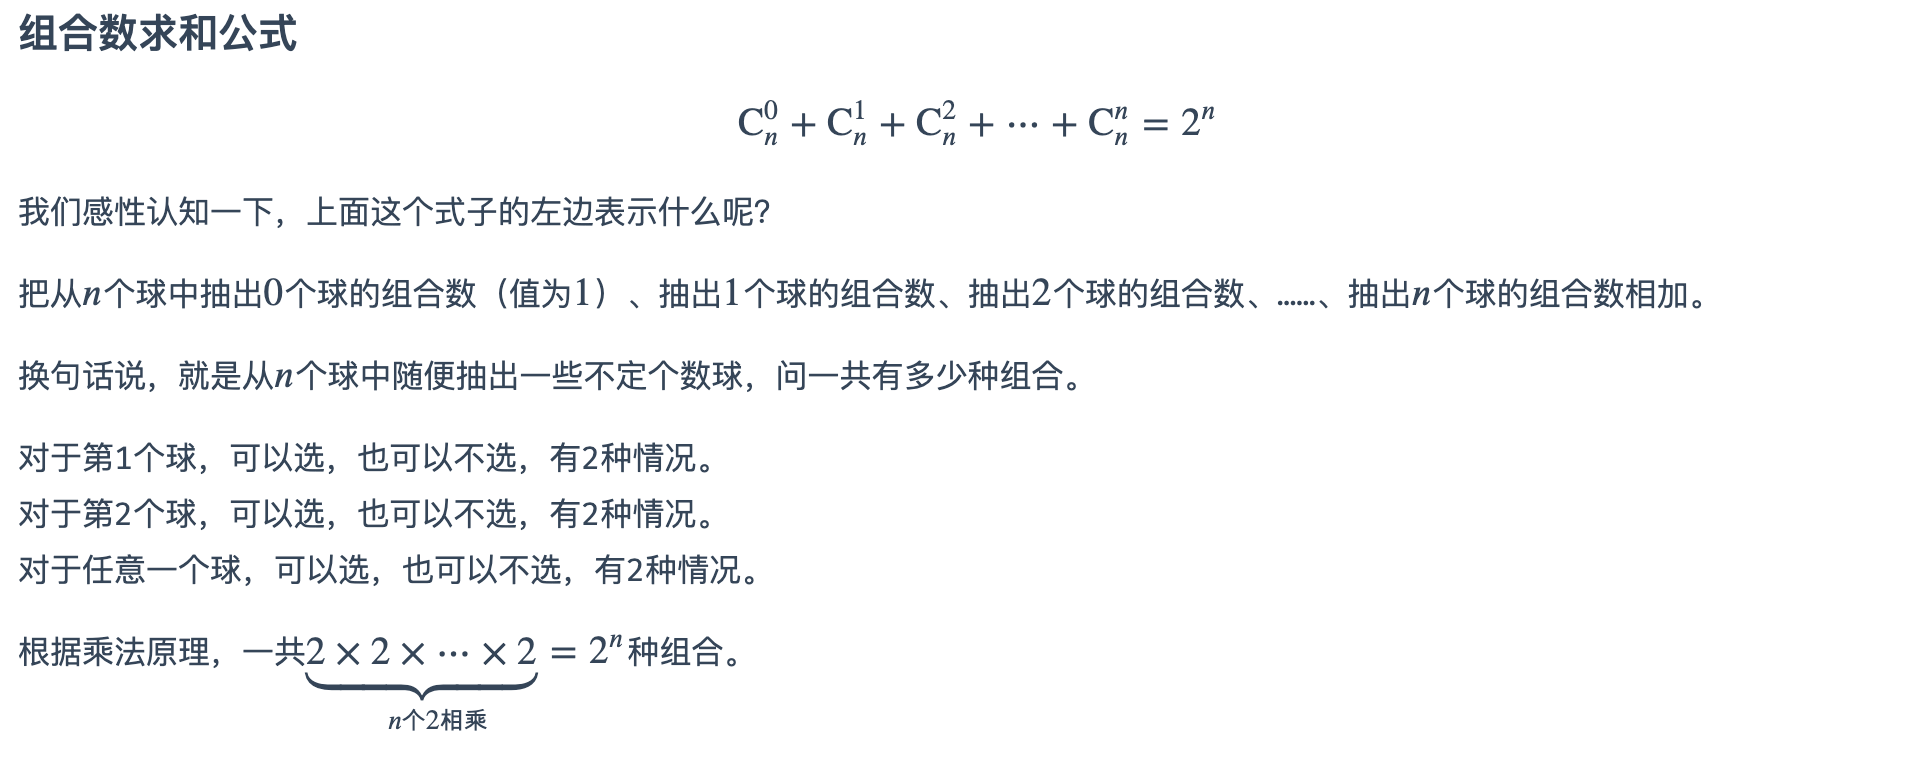 组合数求和公式
C_n^0 + C_n^1 + C_n^2 + ⋯ + C_n^n = 2^n
我们感性认知一下，上面这个式子的左边表示什么呢？
把从n个球中抽出0个球的组合数（值为1）、抽出1个球的组合数、抽出2个球的组合数、……、抽出n个球的组合数相加。
换句话说，就是从n个球中随便抽出一些不定个数球，问一共有多少种组合。
对于第1个球，可以选，也可以不选，有2种情况。
对于第2个球，可以选，也可以不选，有2种情况。
对于任意一个球，可以选，也可以不选，有2种情况。
根据乘法原理，一共2 × 2 × ⋯ × 2 = 2^n种组合。
n个2相乘